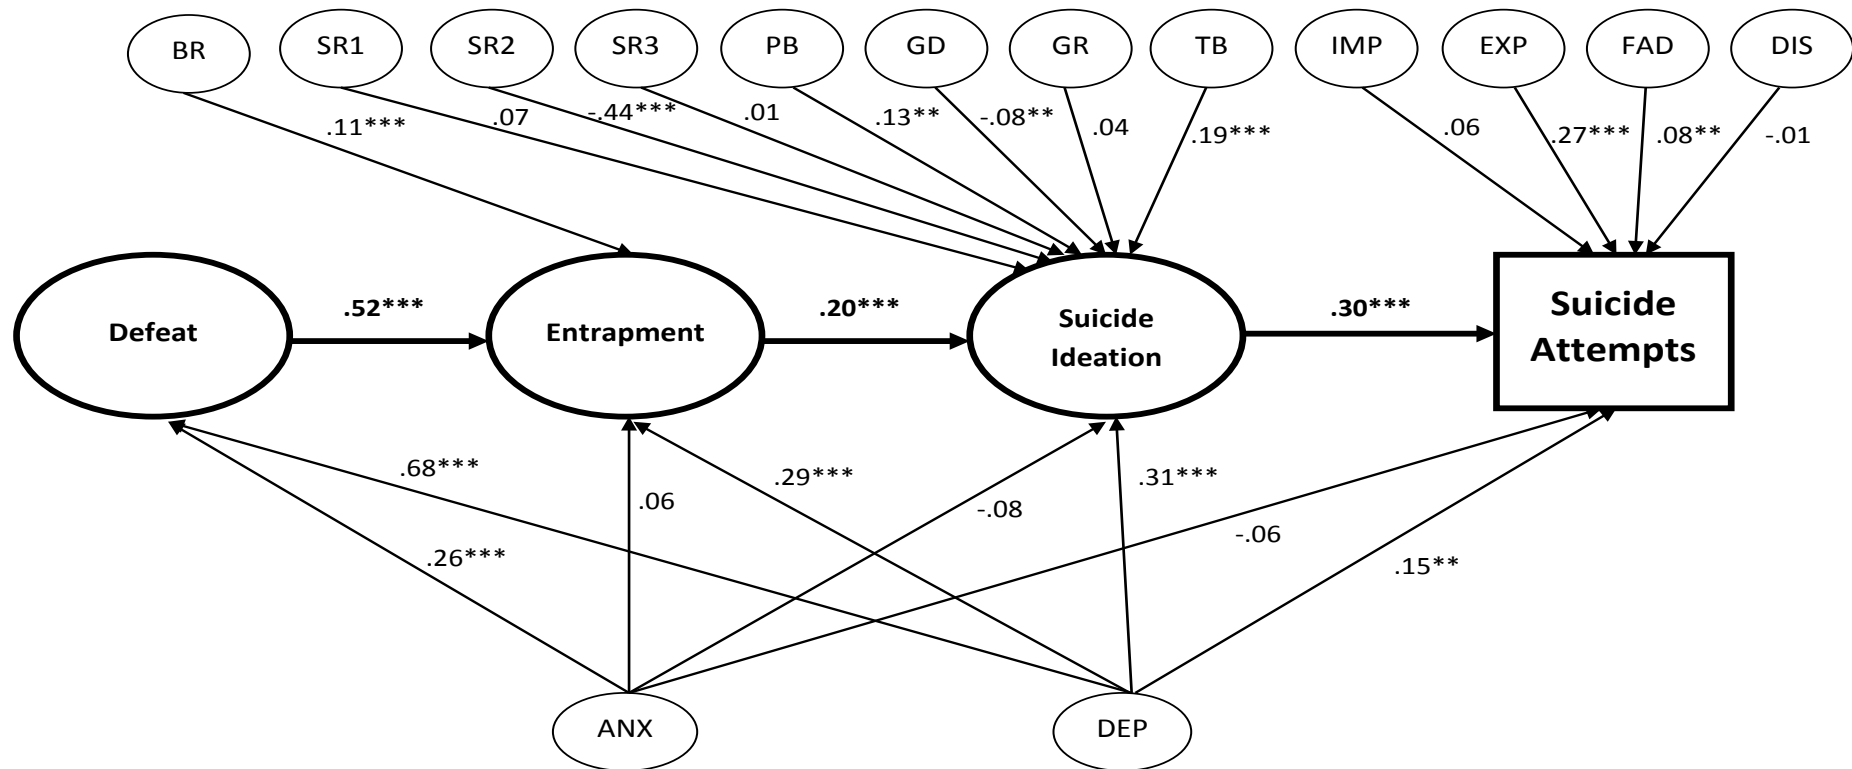 BR
SR1
SR2
SR3
PB
GD
GR
TB
IMP
EXP
FAD
DIS
.11***
.07
-.44***
.01
.13**
-.08**
.04
.19***
.06
.27***
.08**
-.01
Defeat
.52***
Entrapment
.20***
Suicide
Ideation
.30***
Suicide
Attempts
.68***
.26***
.06
.29***
-.08
.31***
-.06
.15**
ANX
DEP